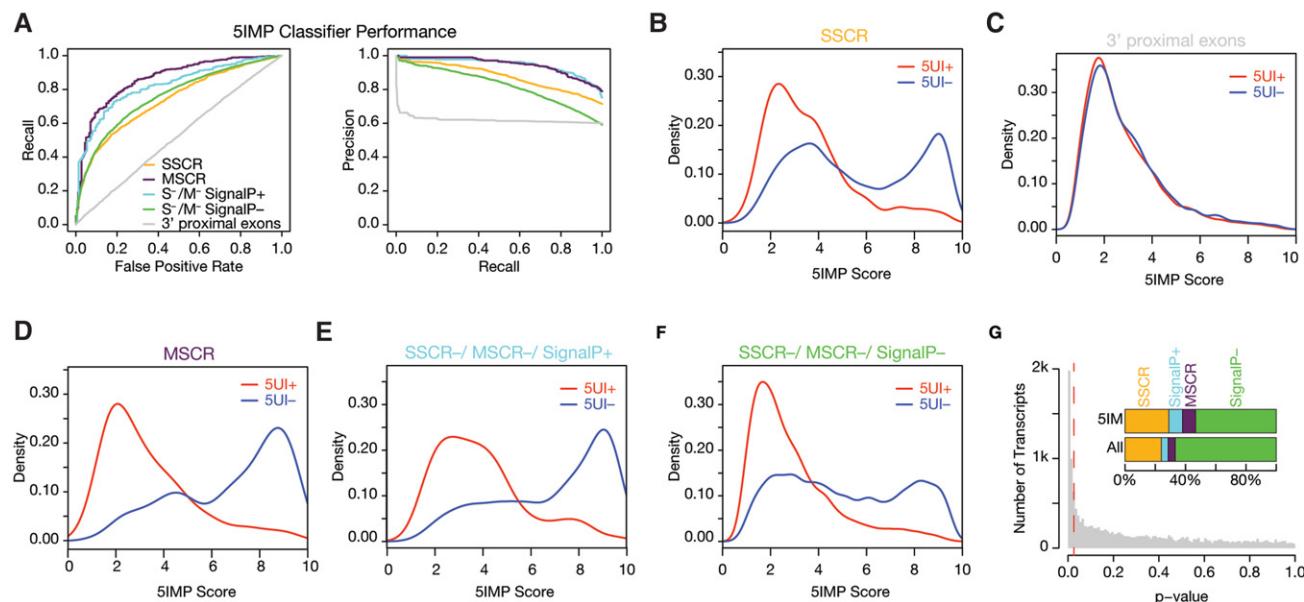 A
5IMP Classifier Performance
Recall
1.0
0.8
0.6
0.4
0.2
0.0
SSCR
MSCR
S⁻/M⁻ SignalP+
S⁻/M⁻ SignalP−
3' proximal exons
0.0 0.2 0.4 0.6 0.8 1.0
False Positive Rate
Precision
1.0
0.8
0.6
0.4
0.2
0.0
0.0 0.2 0.4 0.6 0.8 1.0
Recall
B
SSCR
5UI+
5UI−
Density
0.30
0.20
0.10
0.00
0 2 4 6 8 10
5IMP Score
C
3' proximal exons
5UI+
5UI−
Density
0.30
0.20
0.10
0.00
0 2 4 6 8 10
5IMP Score
D
MSCR
5UI+
5UI−
Density
0.30
0.20
0.10
0.00
0 2 4 6 8 10
5IMP Score
E
SSCR−/ MSCR−/ SignalP+
5UI+
5UI−
Density
0.30
0.20
0.10
0.00
0 2 4 6 8 10
5IMP Score
F
SSCR−/ MSCR−/ SignalP−
5UI+
5UI−
Density
0.30
0.20
0.10
0.00
0 2 4 6 8 10
5IMP Score
G
Number of Transcripts
2k
1k
0
SSCR
SignalP+
MSCR
SignalP−
5IM
All
0% 40% 80%
0.0 0.2 0.4 0.6 0.8 1.0
p−value